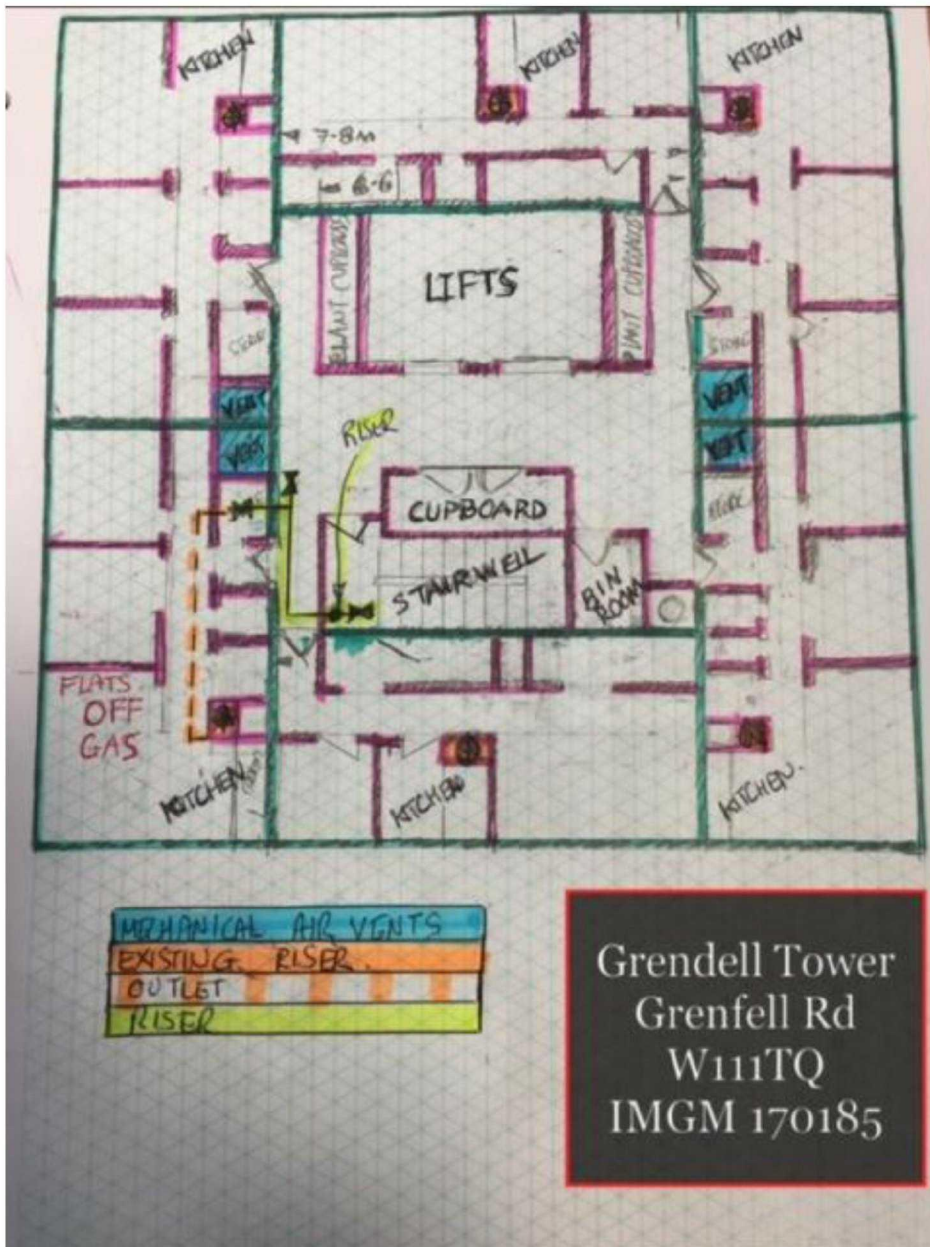 KITCHEN
KITCHEN
KITCHEN
7-8m
6-6
PLANT CUPBOARDS
LIFTS
PLANT CUPBOARDS
STORE
VENT
VENT
VENT
VENT
RISER
STORE
CUPBOARD
STAIRWELL
BIN
ROOM
FLATS
OFF
GAS
KITCHEN
KITCHEN
KITCHEN.
MECHANICAL AIR VENTS
EXISTING. RISER.
OUTLET
RISER
Grendell Tower
Grenfell Rd
W111TQ
IMGM 170185